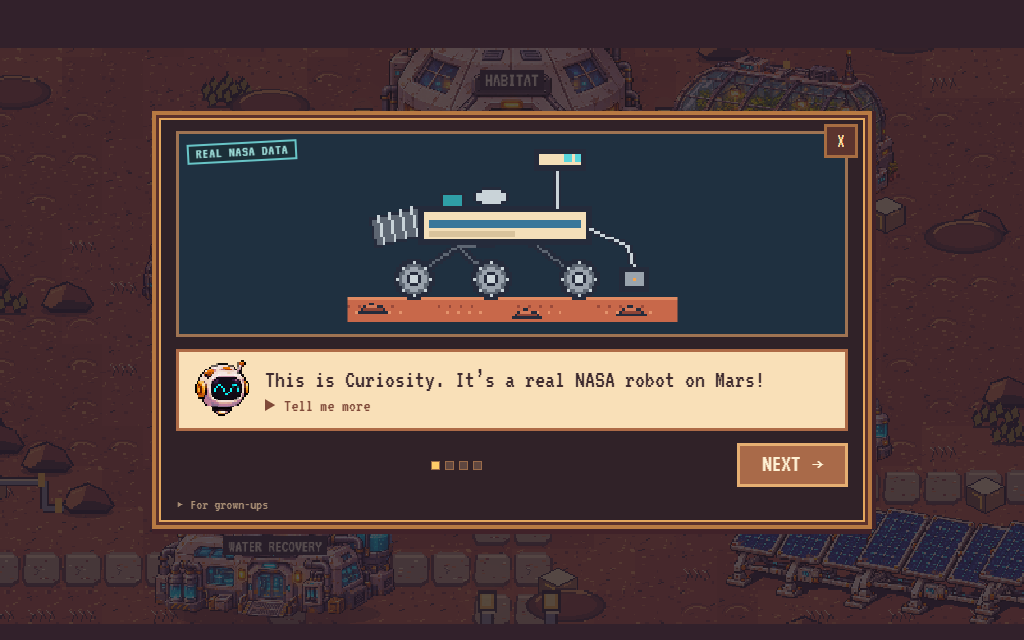 HABITAT
REAL NASA DATA
X
This is Curiosity. It's a real NASA robot on Mars!
▶ Tell me more
NEXT →
▶ For grown-ups
WATER RECOVERY